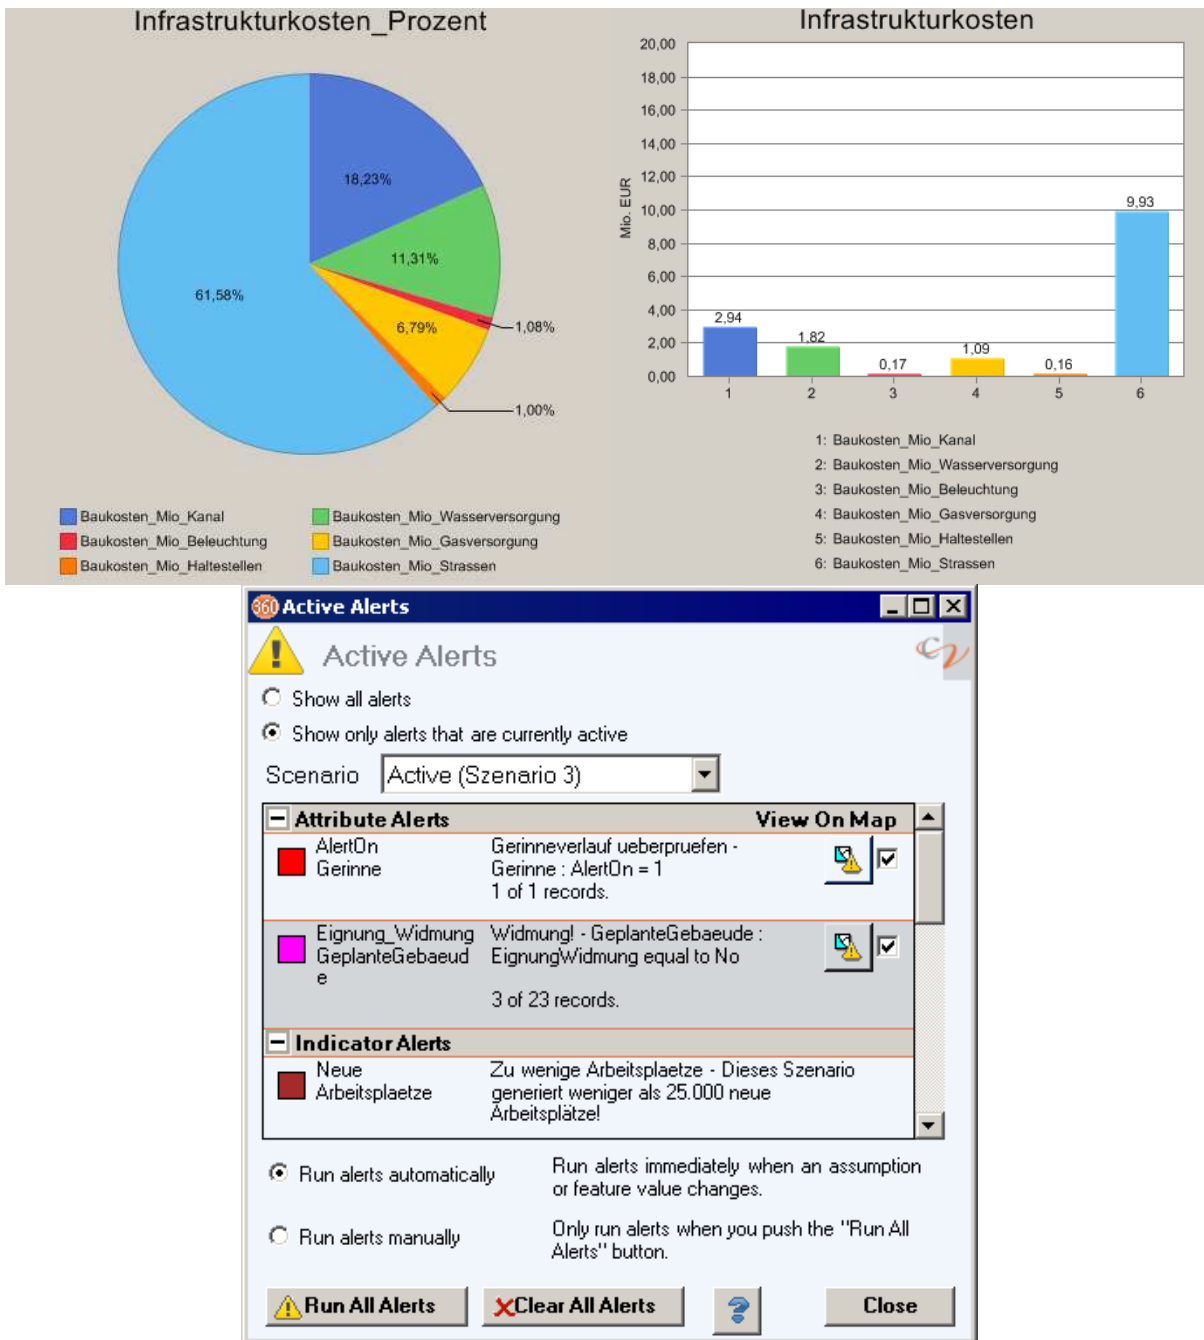 Infrastrukturkosten_Prozent
18,23%
11,31%
61,58%
6,79%
1,08%
1,00%
Baukosten_Mio_Kanal
Baukosten_Mio_Wasserversorgung
Baukosten_Mio_Beleuchtung
Baukosten_Mio_Gasversorgung
Baukosten_Mio_Haltestellen
Baukosten_Mio_Strassen
Infrastrukturkosten
Mio. EUR
20,00
18,00
16,00
14,00
12,00
10,00
8,00
6,00
4,00
2,00
0,00
2,94
1,82
0,17
1,09
0,16
9,93
1
2
3
4
5
6
1: Baukosten_Mio_Kanal
2: Baukosten_Mio_Wasserversorgung
3: Baukosten_Mio_Beleuchtung
4: Baukosten_Mio_Gasversorgung
5: Baukosten_Mio_Haltestellen
6: Baukosten_Mio_Strassen
360 Active Alerts
Active Alerts
CV
Show all alerts
Show only alerts that are currently active
Scenario Active (Szenario 3)
Attribute Alerts View On Map
AlertOn
Gerinne
Gerinneverlauf ueberpruefen -
Gerinne : AlertOn = 1
1 of 1 records.
Eignung_Widmung
GeplanteGebaeud
e
Widmung! - GeplanteGebaeude :
EignungWidmung equal to No
3 of 23 records.
Indicator Alerts
Neue
Arbeitsplaetze
Zu wenige Arbeitsplaetze - Dieses Szenario
generiert weniger als 25.000 neue
Arbeitsplätze!
Run alerts automatically
Run alerts immediately when an assumption
or feature value changes.
Run alerts manually
Only run alerts when you push the "Run All
Alerts" button.
Run All Alerts
Clear All Alerts
?
Close